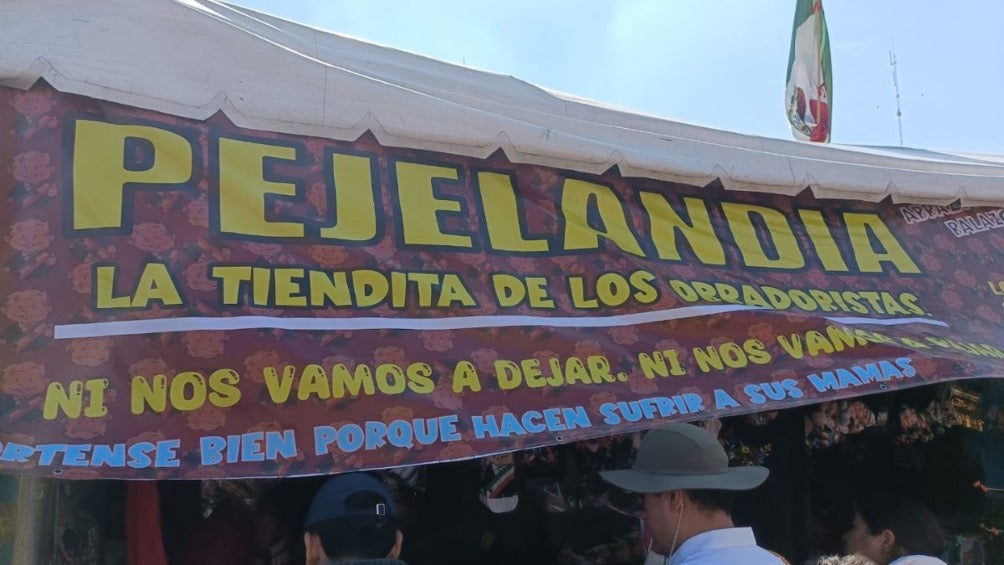 PEJELANDIA
LA TIENDITA DE LOS OBRADORISTAS.
NI NOS VAMOS A DEJAR. NI NOS VAMOS A
RTENSE BIEN PORQUE HACEN SUFRIR A SUS MAMAS